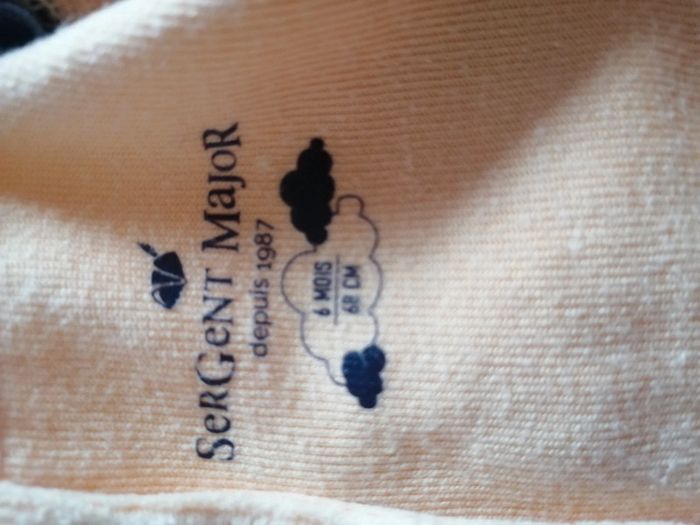 SeRGeNT MajoR
depuis 1987
6 MOIS
68 CM